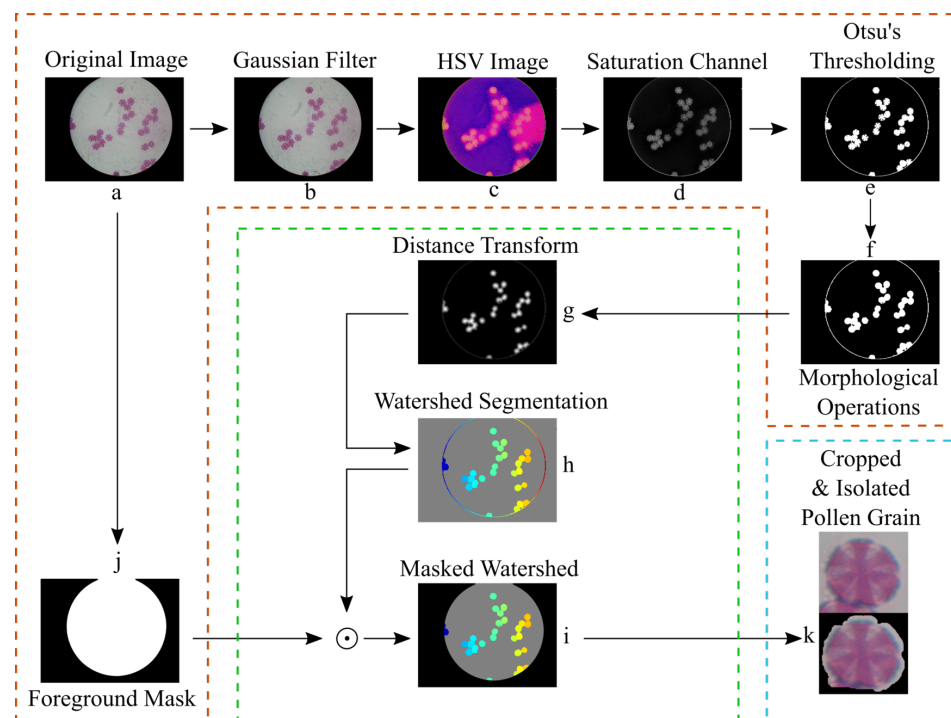 Original Image
Gaussian Filter
HSV Image
Saturation Channel
Otsu's
Thresholding
a
b
c
d
e
f
Distance Transform
g
Morphological
Operations
Watershed Segmentation
h
Cropped
& Isolated
Pollen Grain
j
Masked Watershed
i
k
Foreground Mask